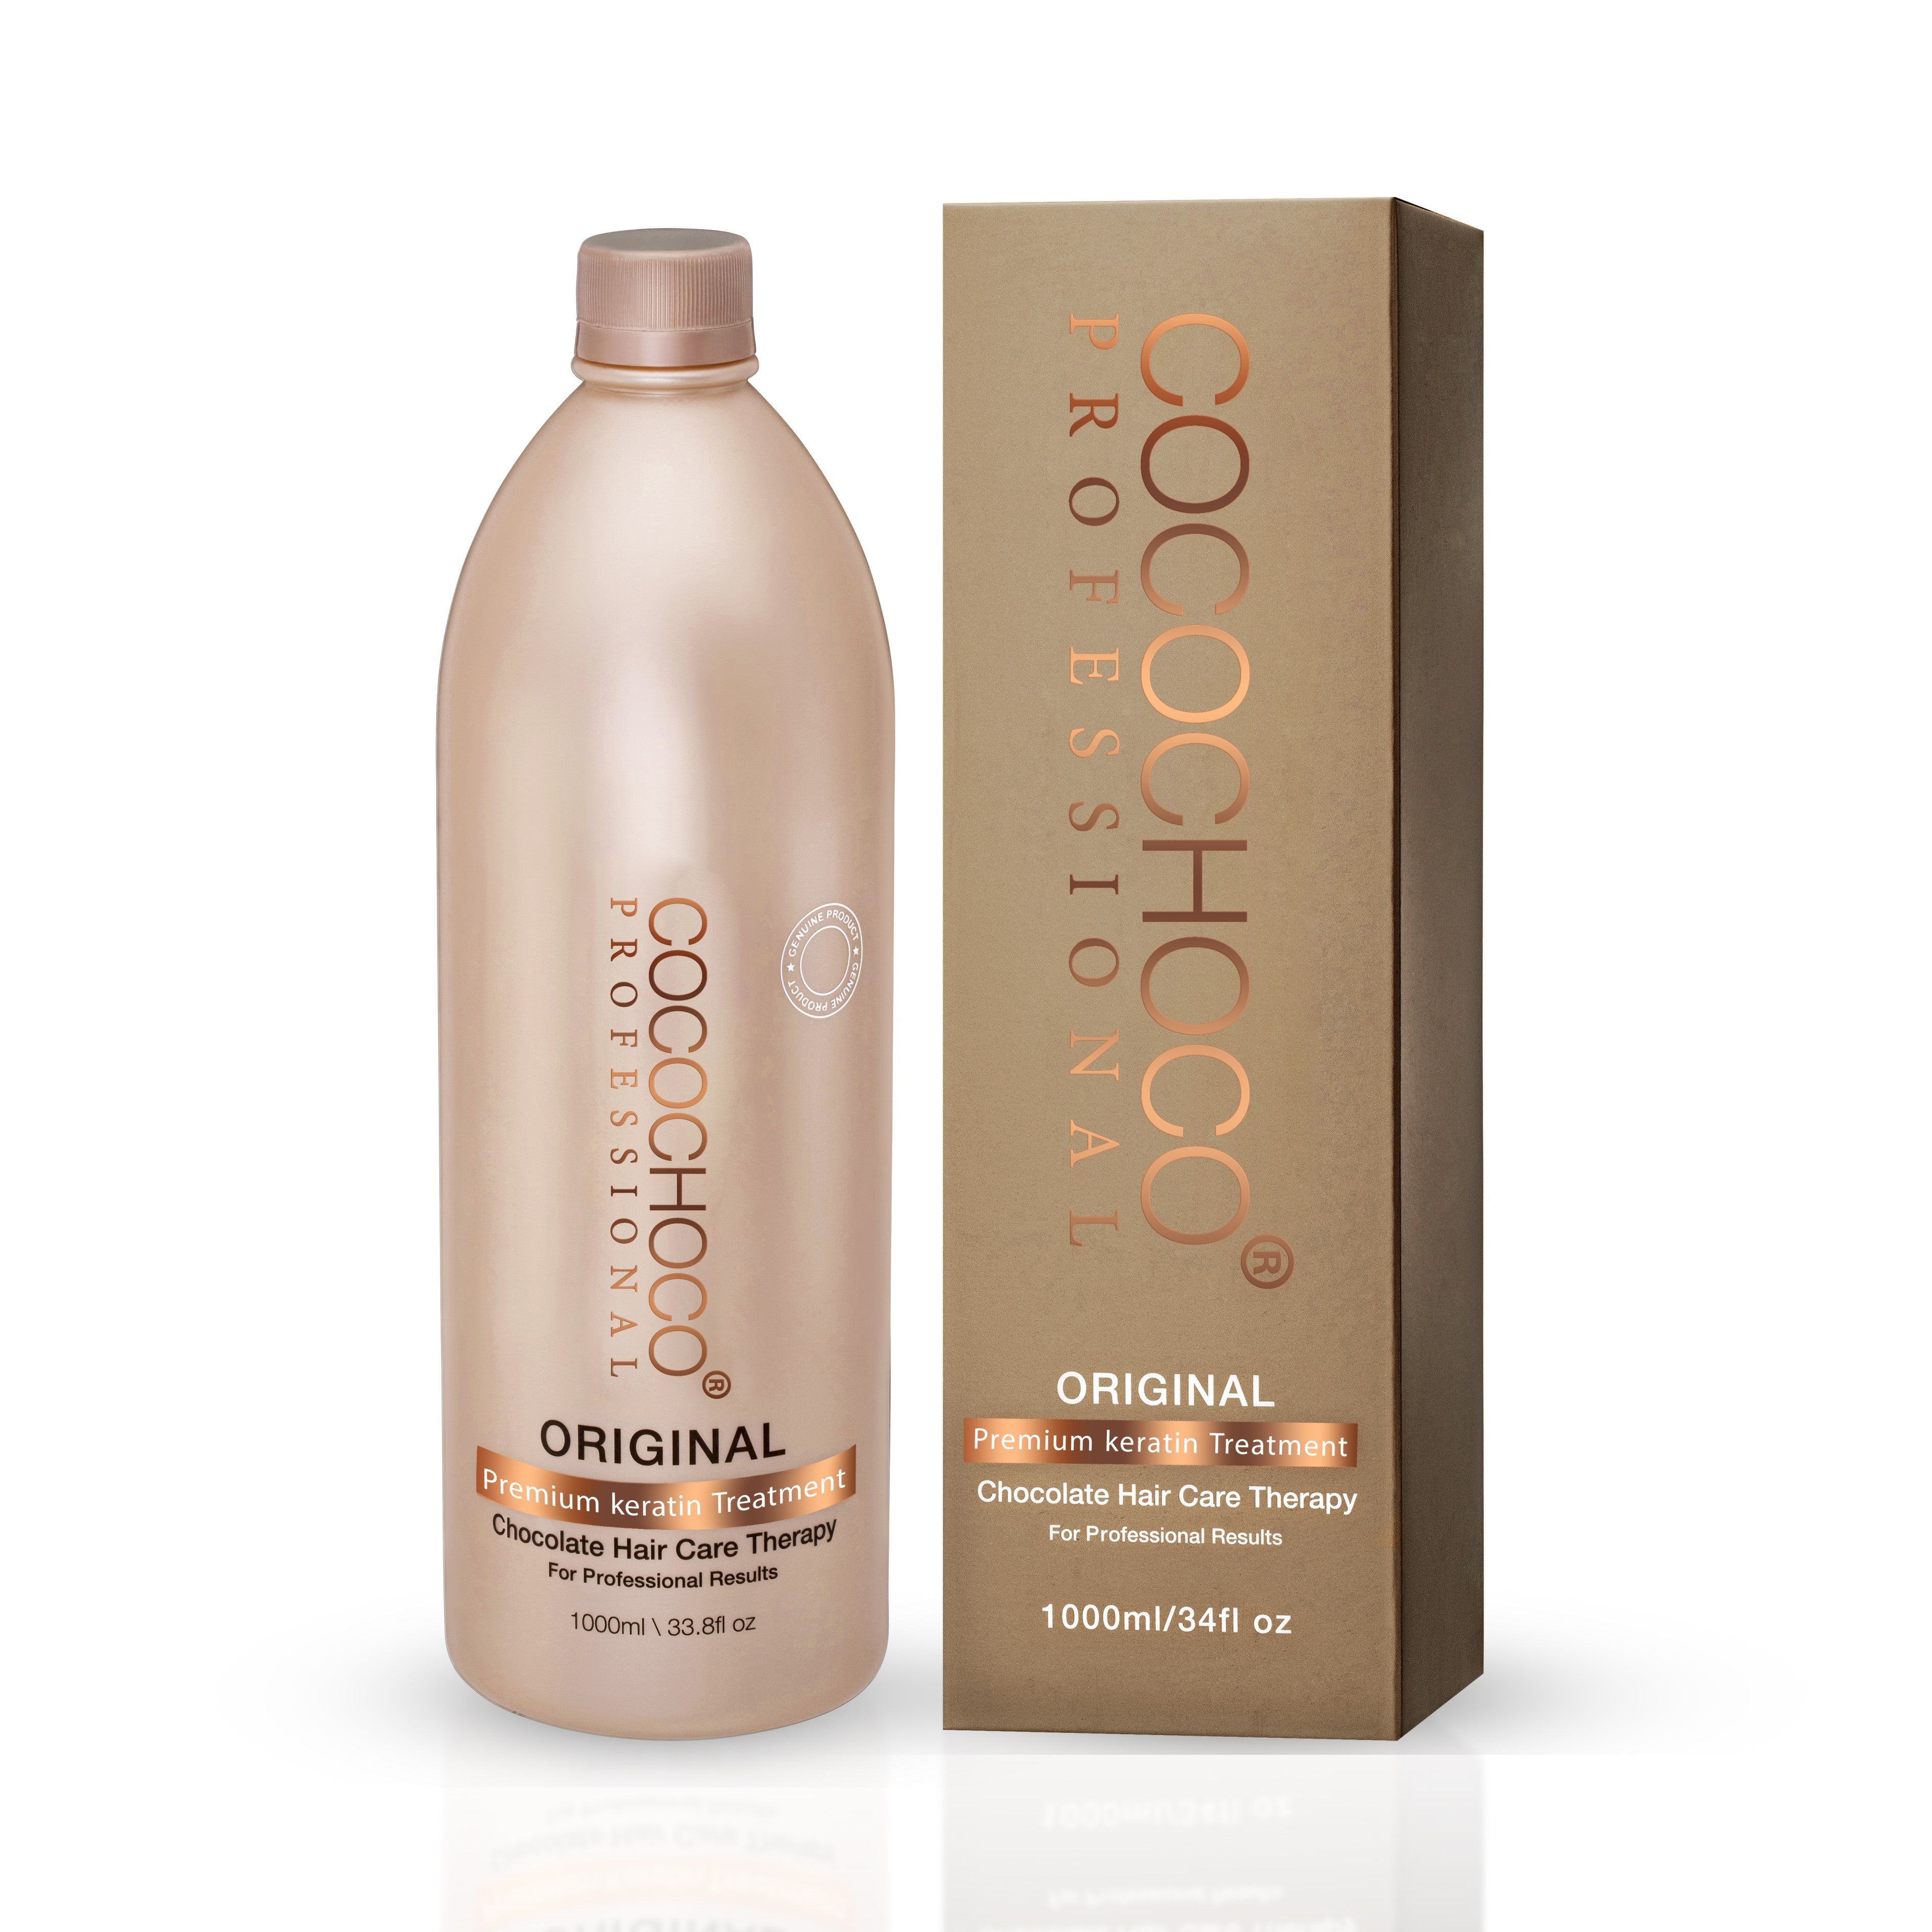 COCOCHOCO®
PROFESSIONAL
GENUINE PRODUCT ★ GENUINE PRODUCT ★
ORIGINAL
Premium keratin Treatment
Chocolate Hair Care Therapy
For Professional Results
1000ml \ 33.8fl oz
COCOCHOCO®
PROFESSIONAL
ORIGINAL
Premium keratin Treatment
Chocolate Hair Care Therapy
For Professional Results
1000ml/34fl oz